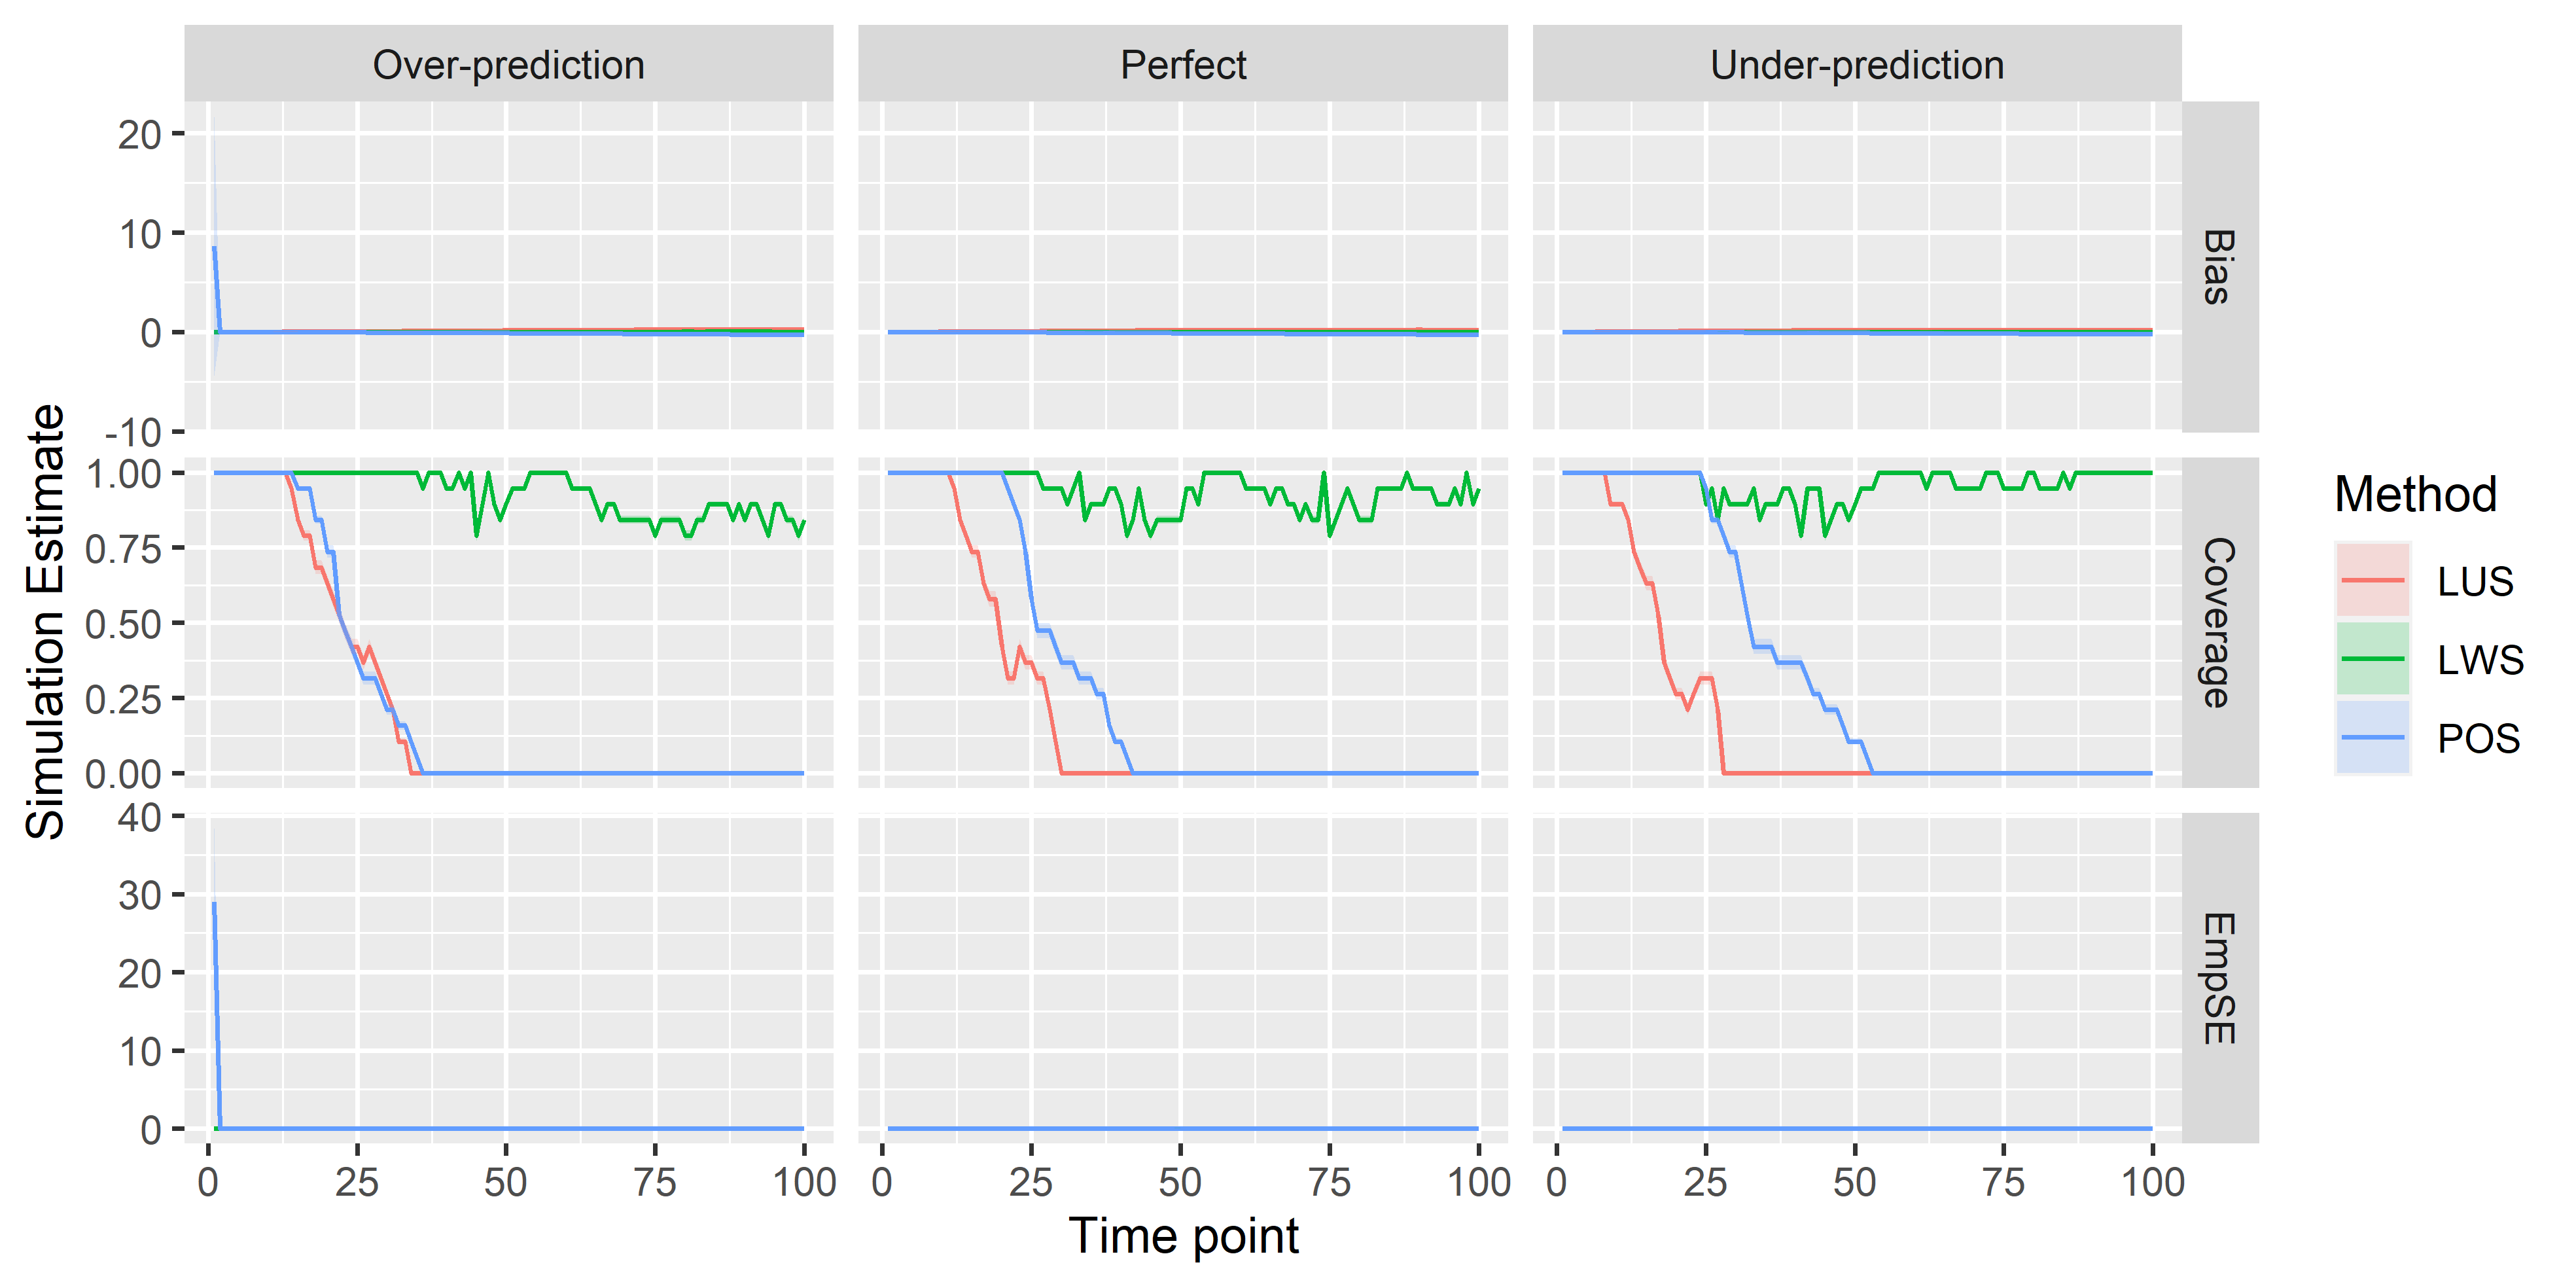 Over-prediction
Perfect
Under-prediction
20
10
0
-10
Bias
1.00
0.75
0.50
0.25
0.00
Coverage
40
30
20
10
0
EmpSE
0 25 50 75 100
0 25 50 75 100
0 25 50 75 100
Time point
Simulation Estimate
Method
LUS
LWS
POS